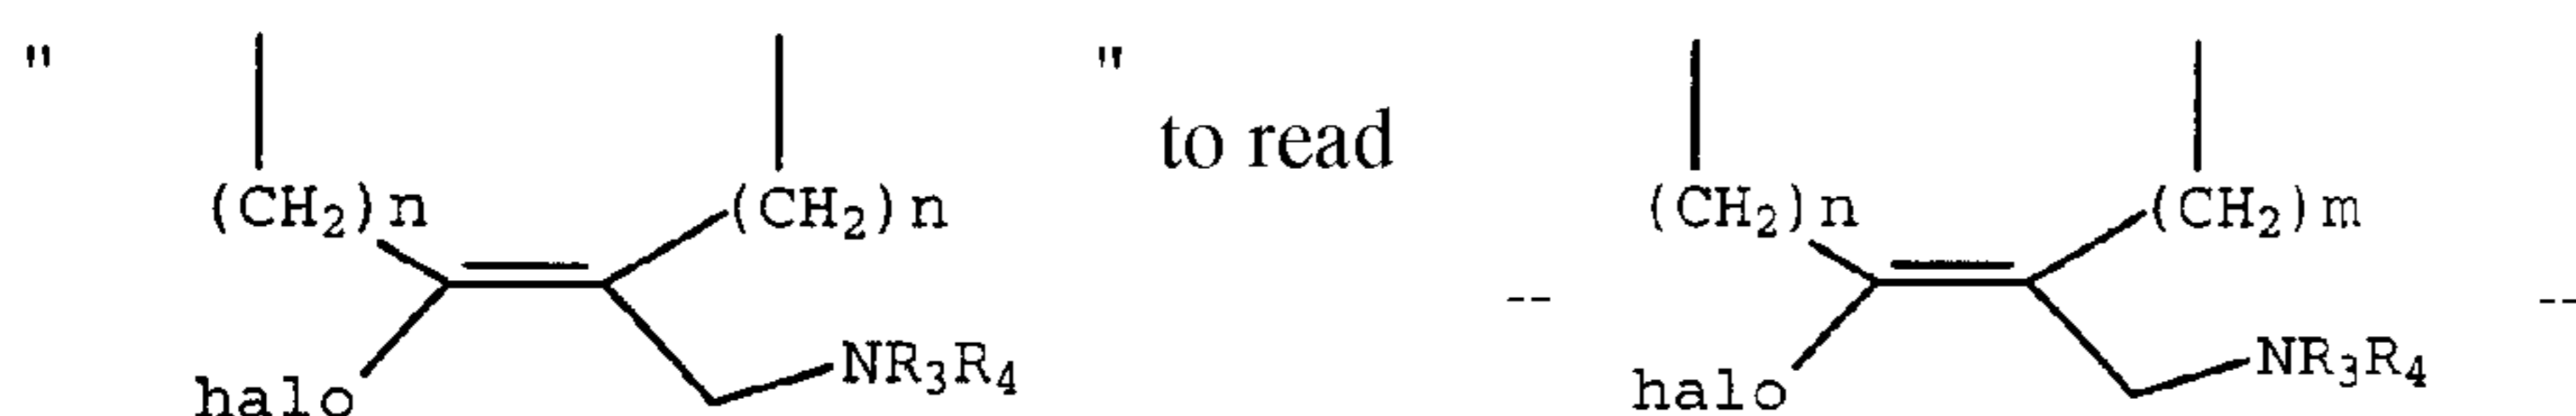 " " to read
(CH₂)n (CH₂)n (CH₂)n (CH₂)m
-- --
halo NR₃R₄ halo NR₃R₄